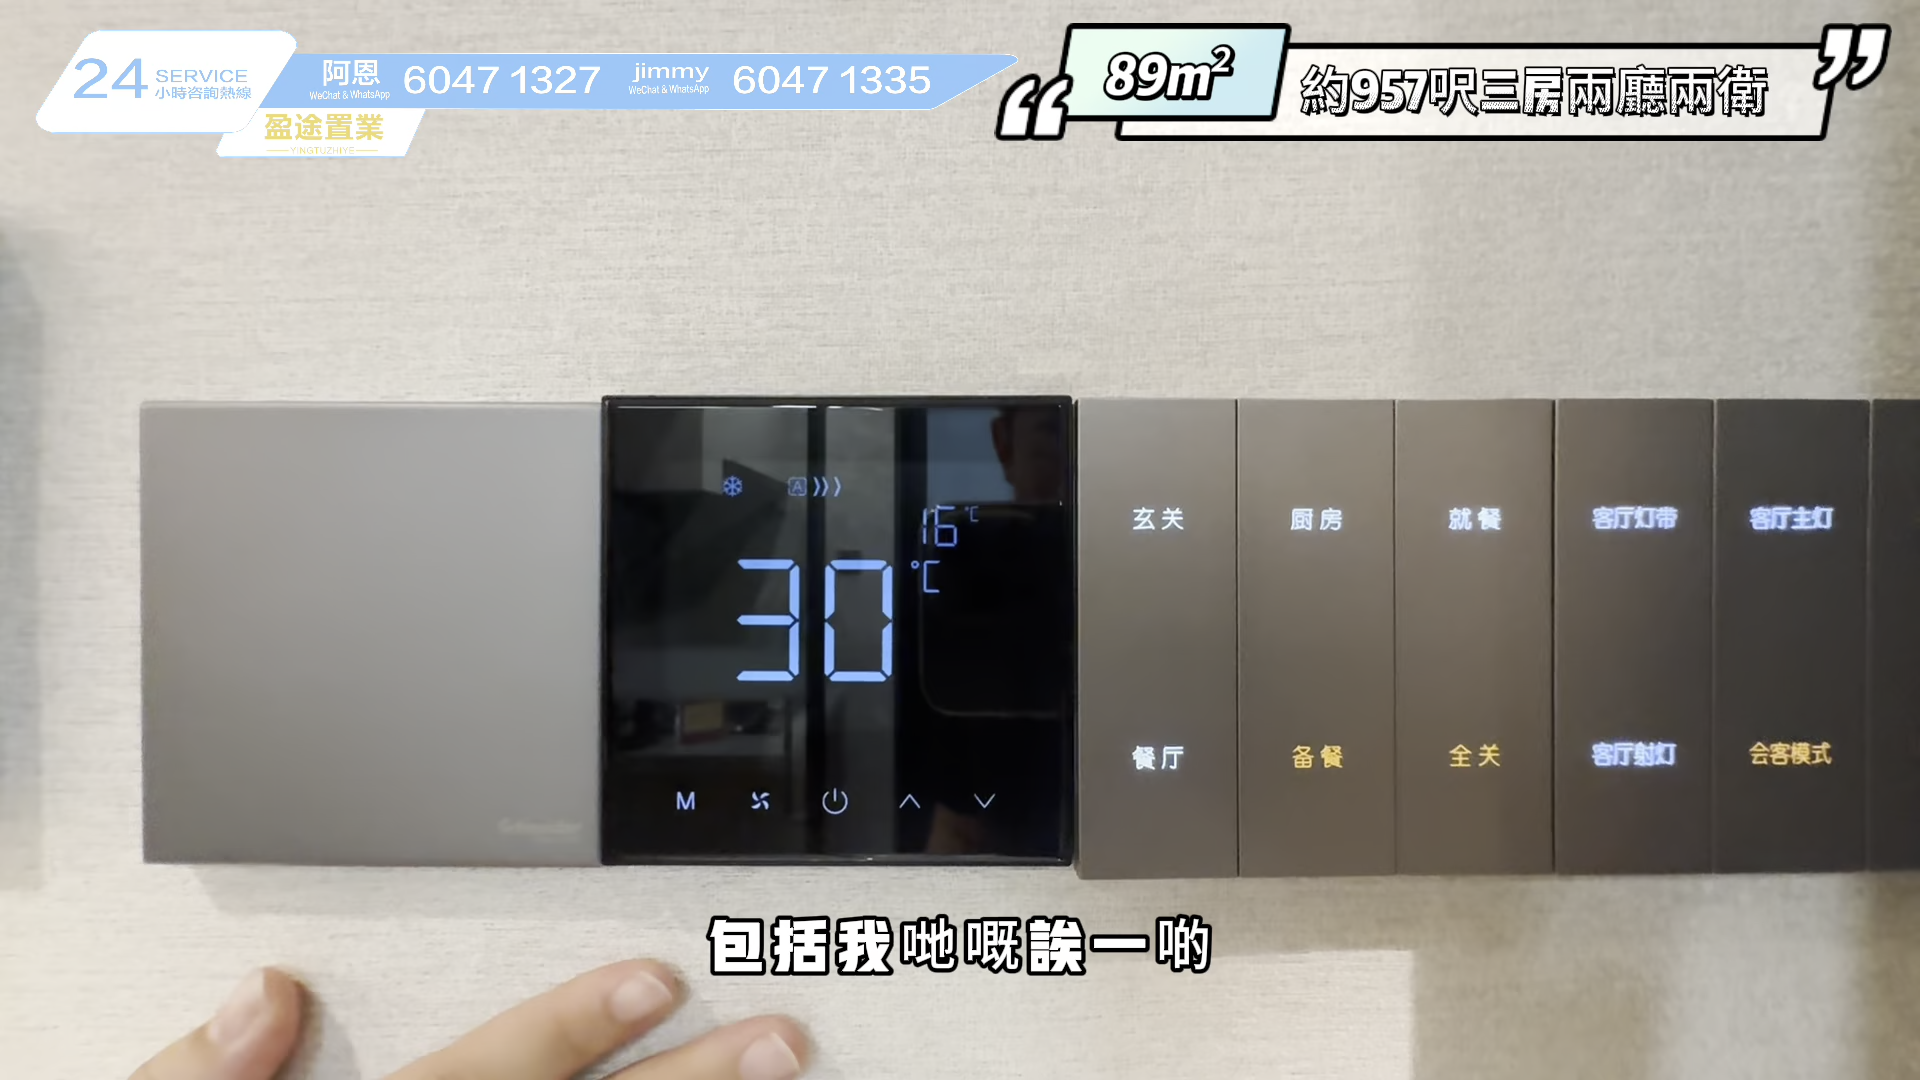 24 SERVICE
小時咨詢熱線
阿恩
WeChat & WhatsApp
6047 1327
jimmy
WeChat & WhatsApp
6047 1335
盈途置業
YINGTUZHIYE
89m²
約957呎三房兩廳兩衛
16°C
30°C
A
M
玄关
厨房
就餐
客厅灯带
客厅主灯
餐厅
备餐
全关
客厅射灯
会客模式
包括我哋嘅誒一啲